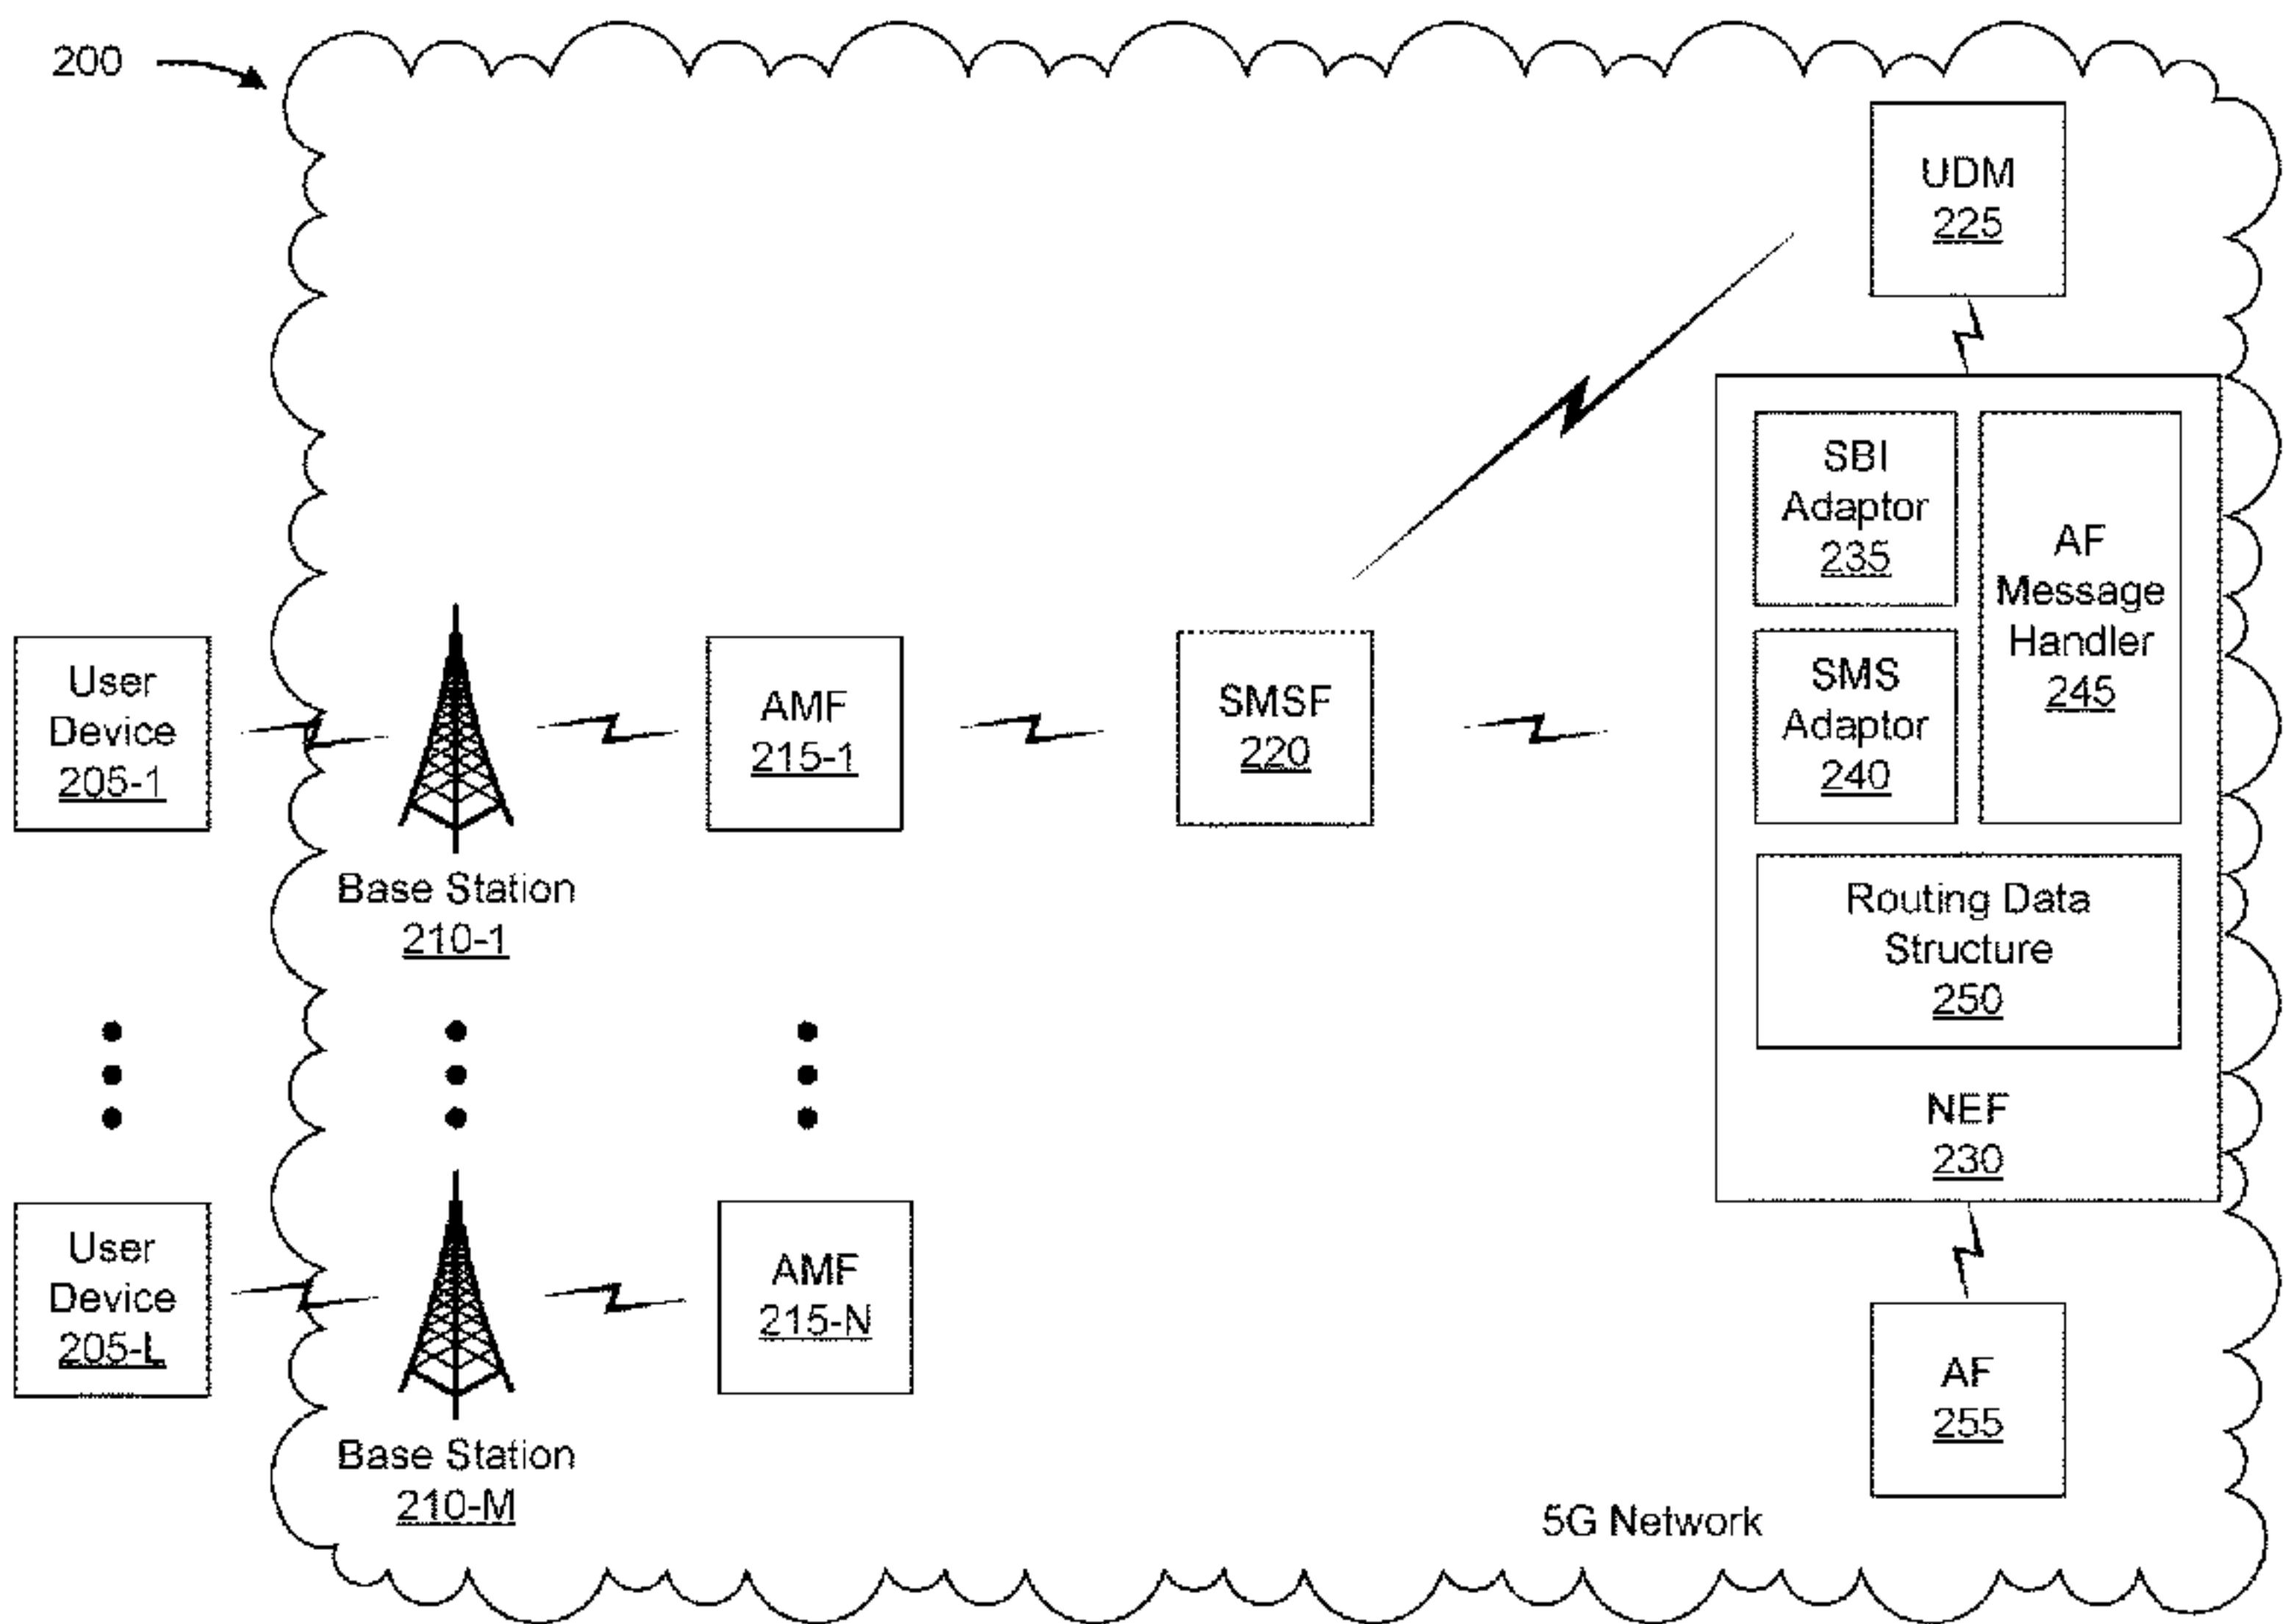 200
UDM
225
SBI
Adaptor
235
AF
Message
Handler
245
SMS
Adaptor
240
User
Device
205-1
AMF
215-1
SMSF
220
Base Station
210-1
Routing Data
Structure
250
NEF
230
User
Device
205-L
AMF
215-N
Base Station
210-M
AF
255
5G Network